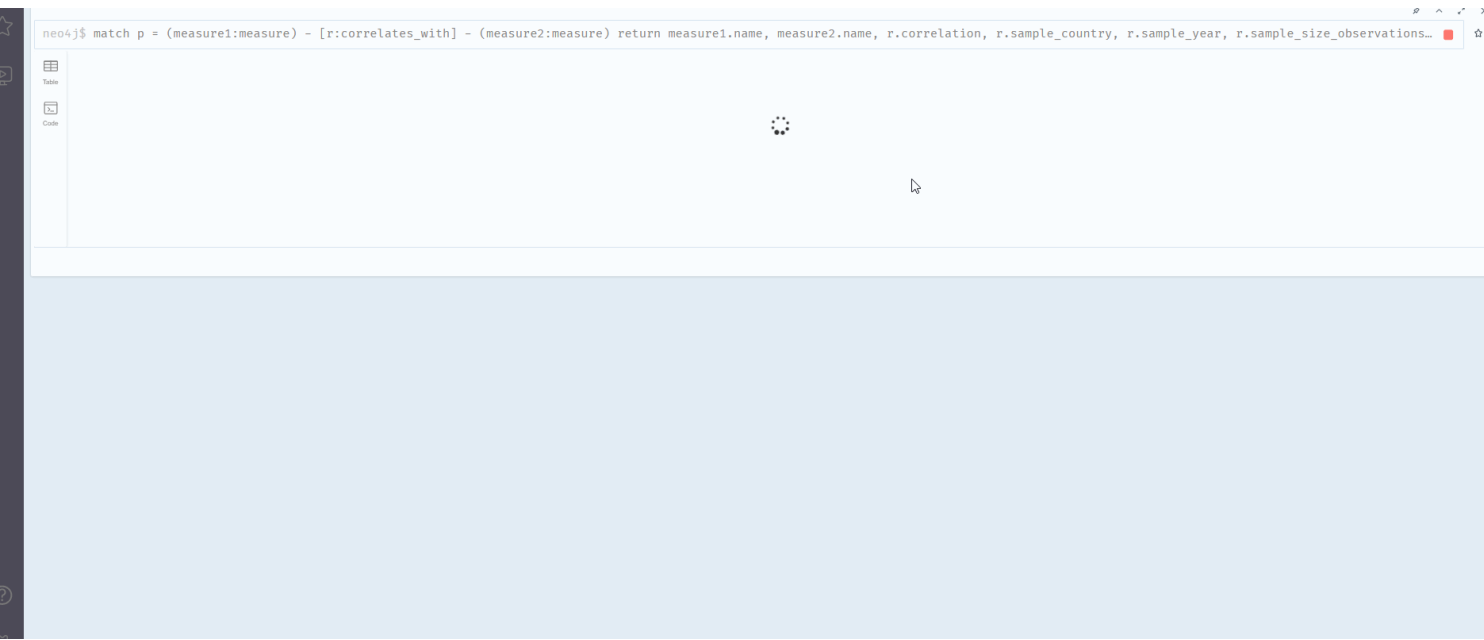 neo4j$ match p = (measure1:measure) - [r:correlates_with] - (measure2:measure) return measure1.name, measure2.name, r.correlation, r.sample_country, r.sample_year, r.sample_size_observations…
Table
Code